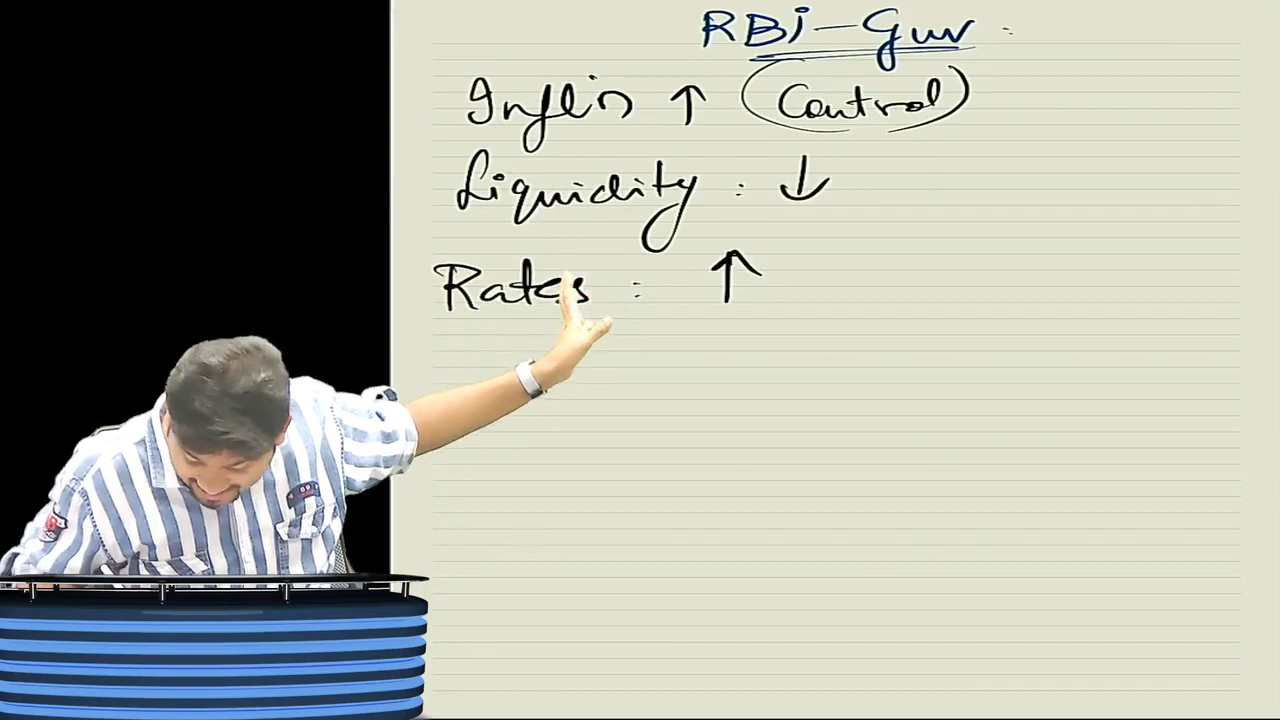 RBi-Guv
Inflin ↑ (Control)
Liquidity : ↓
Rates : ↑